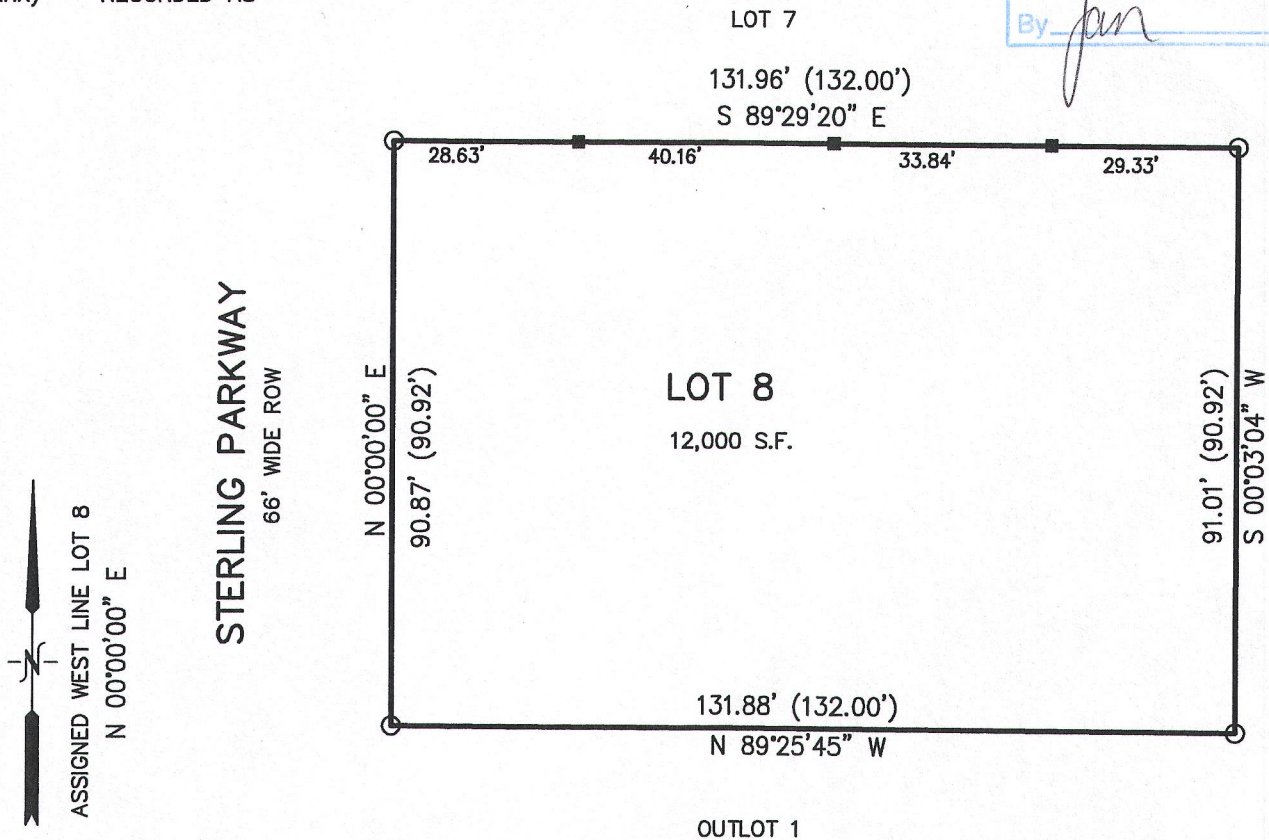 RECORDED AS
LOT 7
By Jan
131.96' (132.00')
S 89°29'20" E
28.63' 40.16' 33.84' 29.33'
STERLING PARKWAY
66' WIDE ROW
N 00°00'00" E
90.87' (90.92')
LOT 8
12,000 S.F.
91.01' (90.92')
S 00°03'04" W
N
ASSIGNED WEST LINE LOT 8
N 00°00'00" E
131.88' (132.00')
N 89°25'45" W
OUTLOT 1